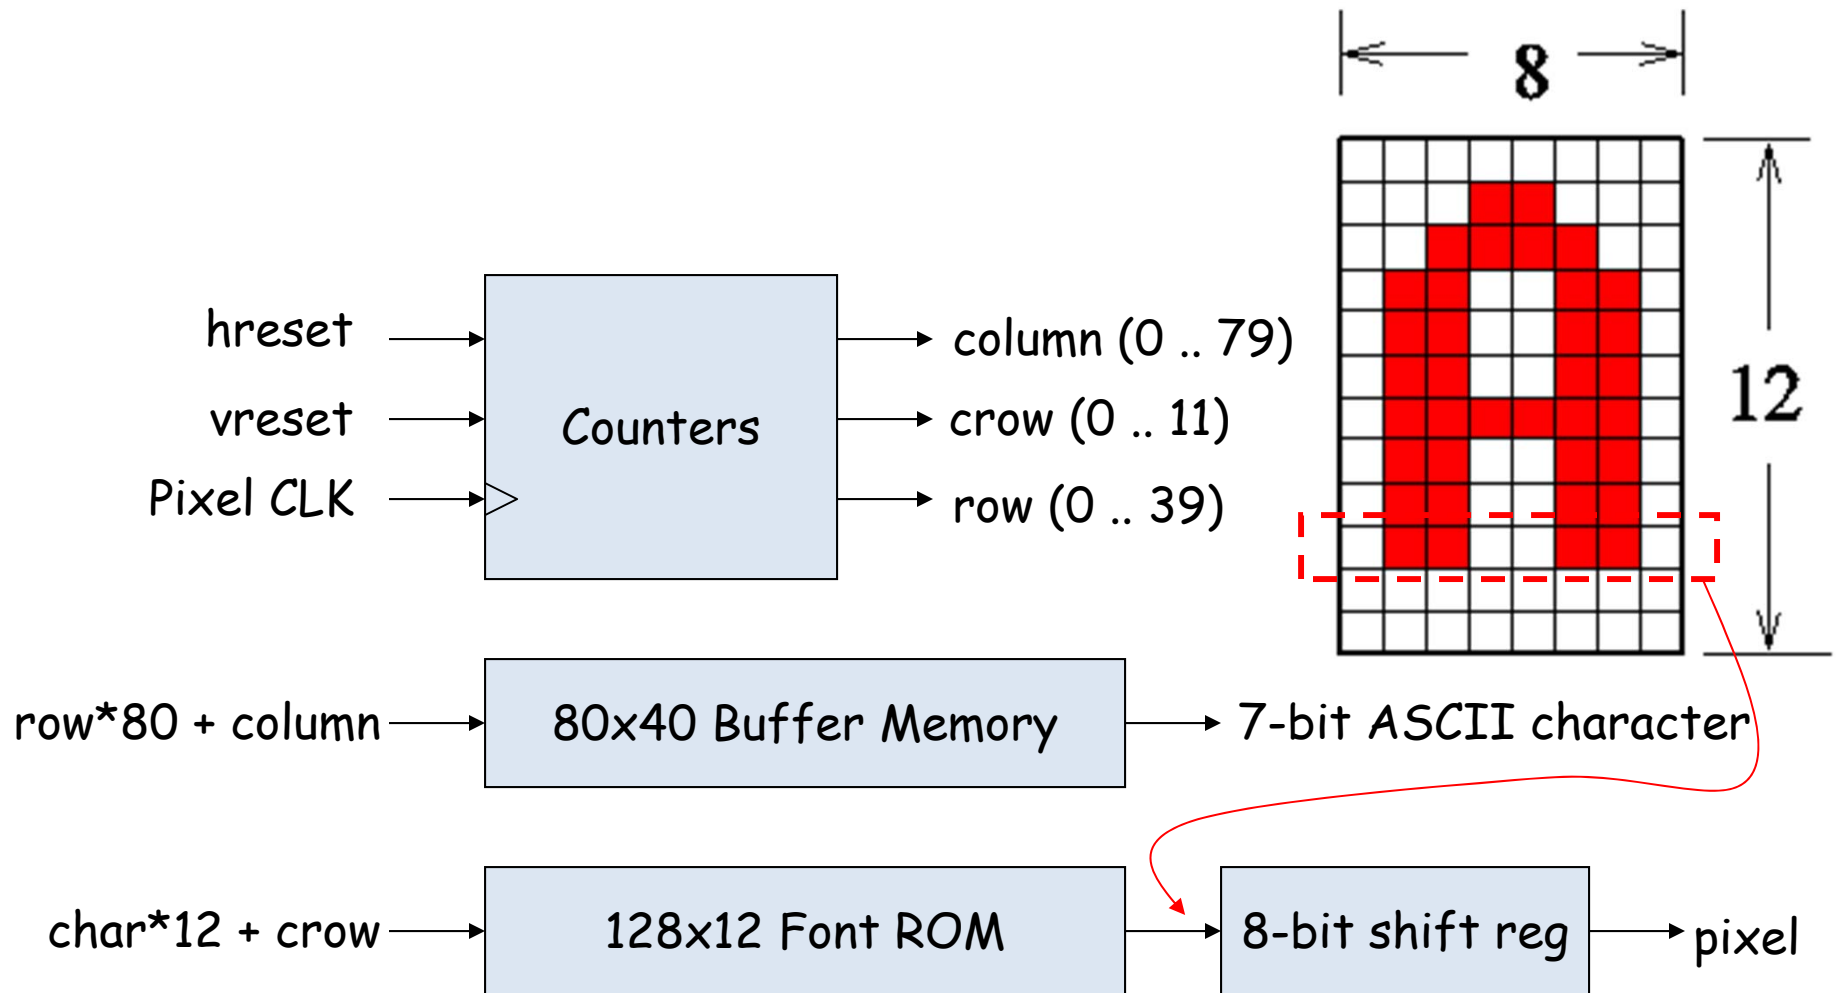 8
12
hreset
vreset
Pixel CLK
Counters
column (0 .. 79)
crow (0 .. 11)
row (0 .. 39)
row*80 + column
80x40 Buffer Memory
7-bit ASCII character
char*12 + crow
128x12 Font ROM
8-bit shift reg
pixel